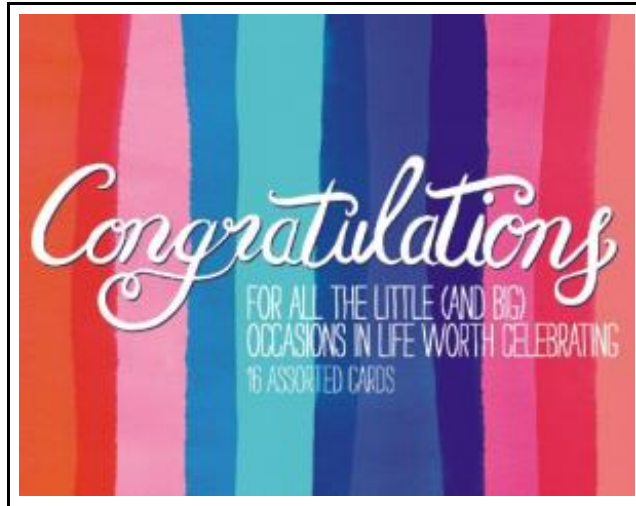 Congratulations
FOR ALL THE LITTLE (AND BIG)
OCCASIONS IN LIFE WORTH CELEBRATING
16 ASSORTED CARDS